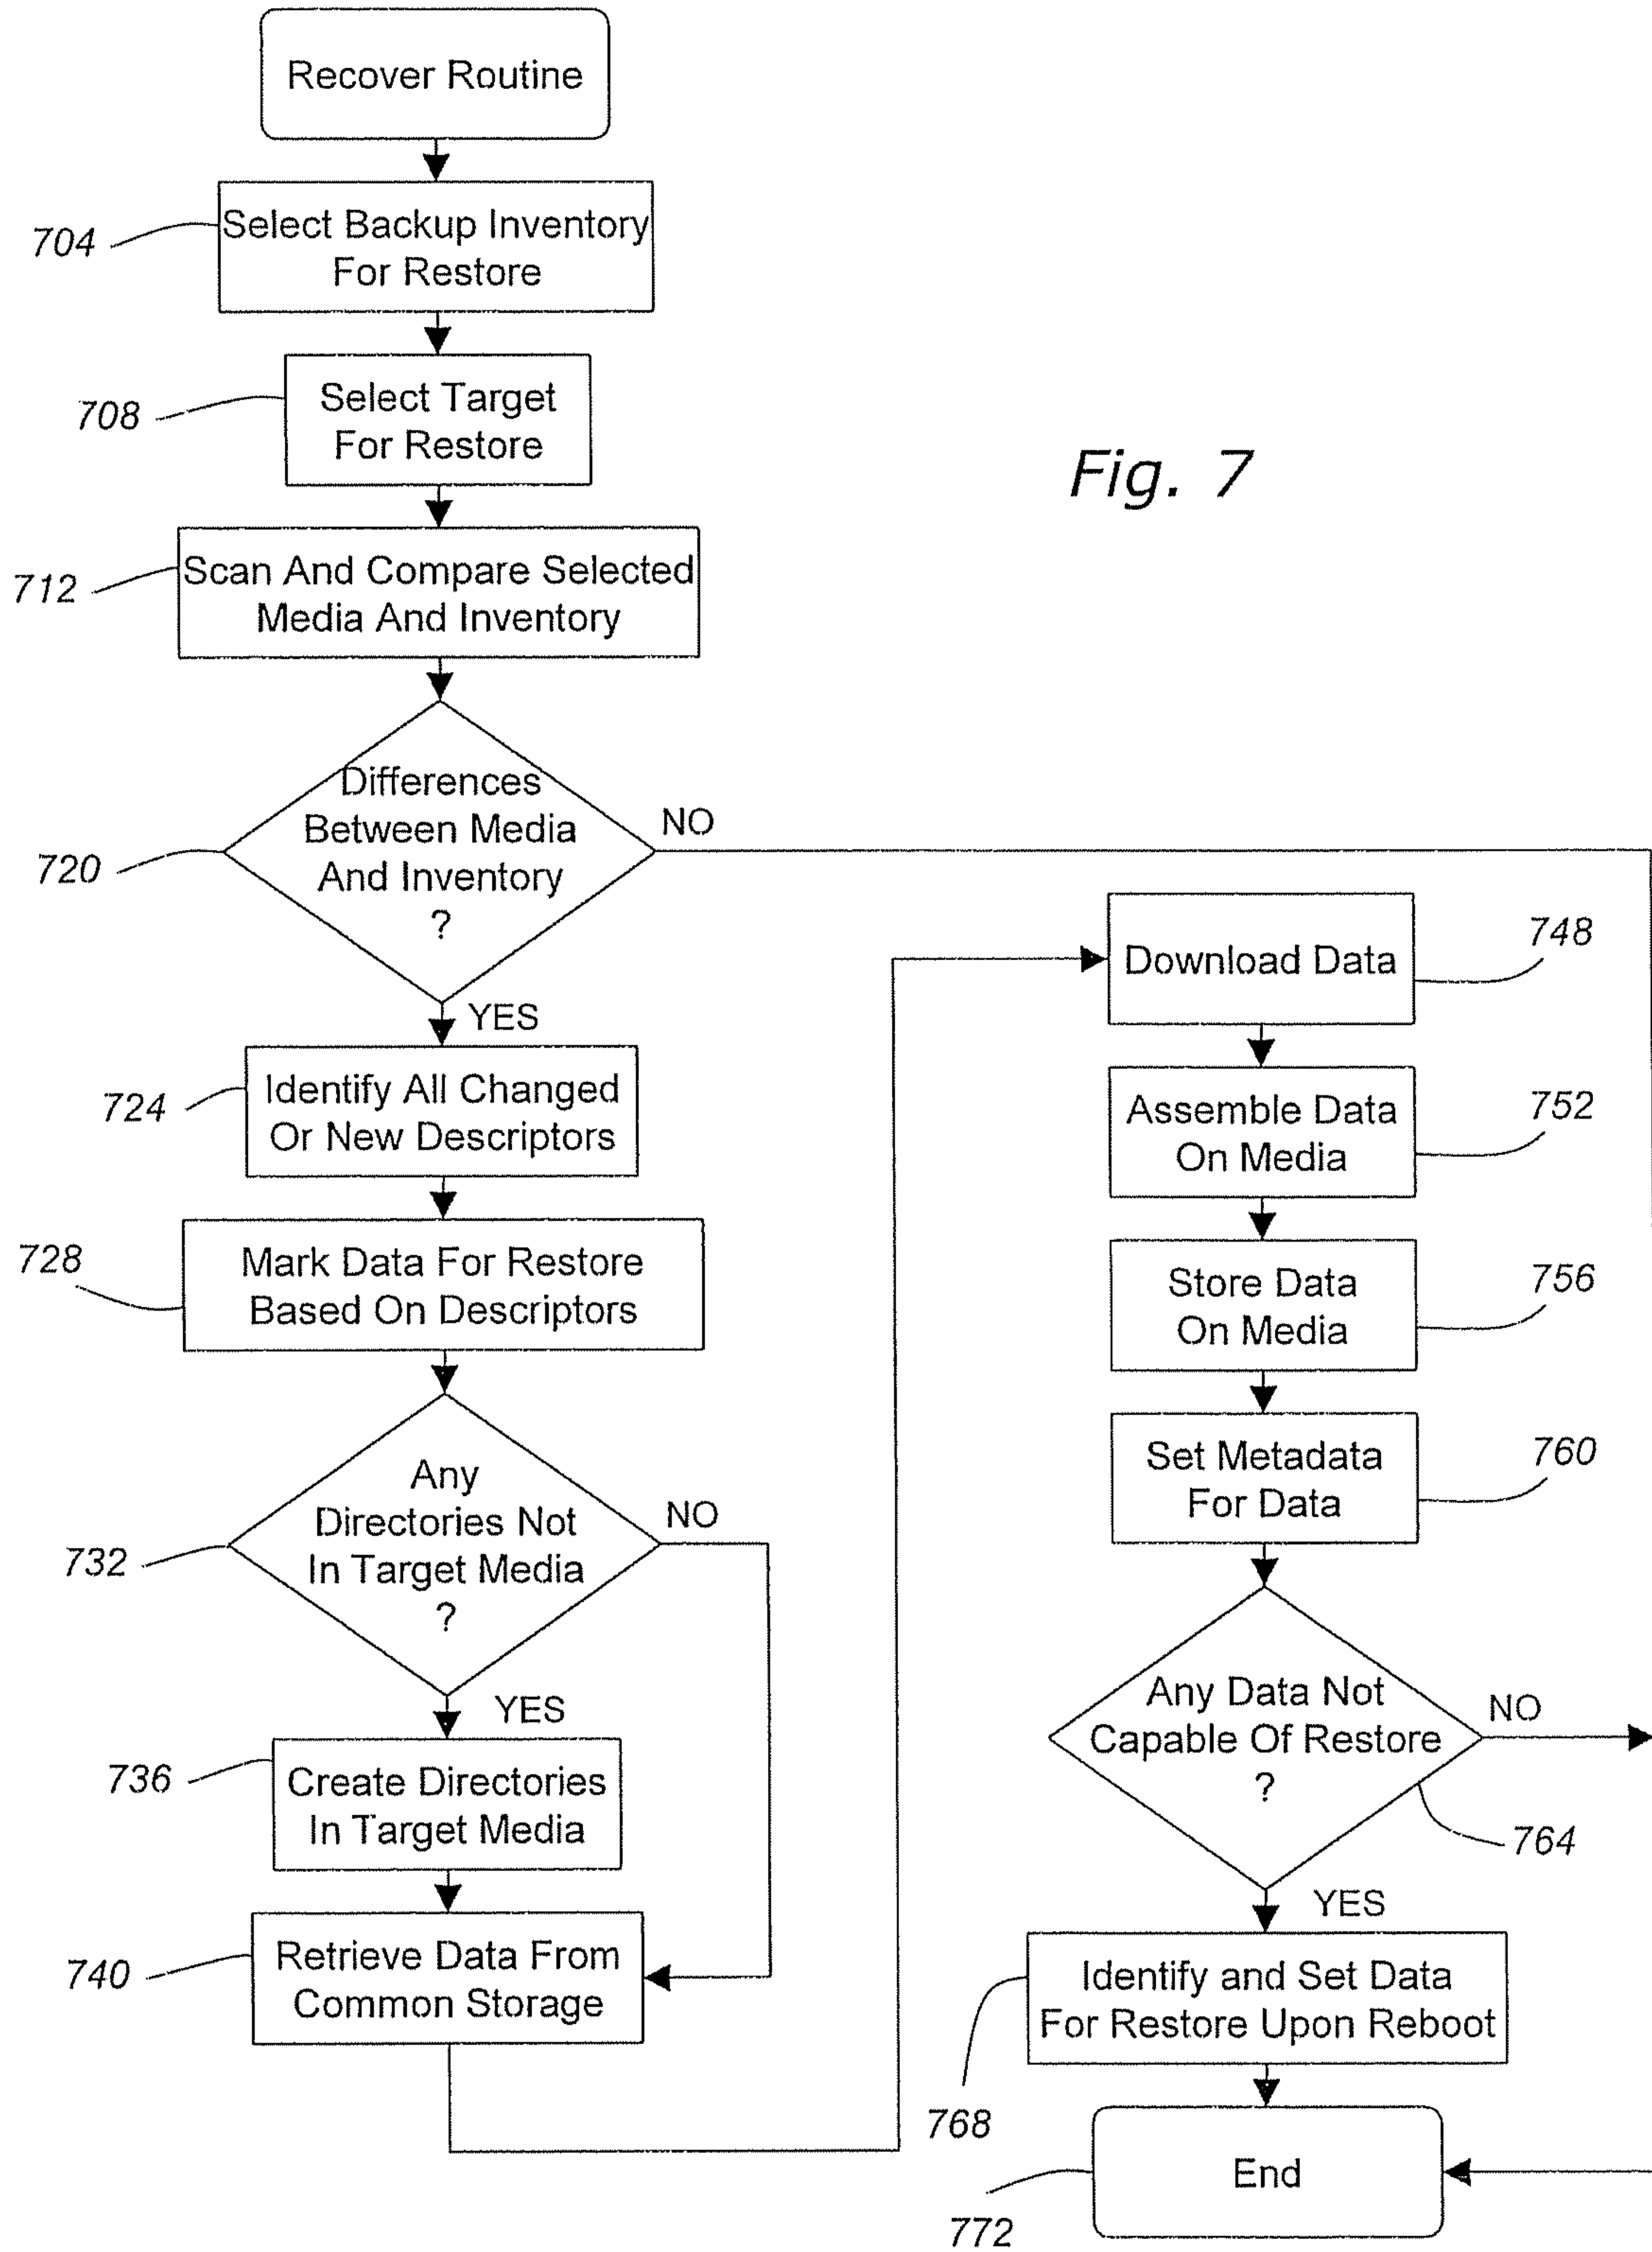 Recover Routine
704
Select Backup Inventory
For Restore
708
Select Target
For Restore
Fig. 7
712
Scan And Compare Selected
Media And Inventory
720
Differences
Between Media
And Inventory
?
NO
YES
724
Identify All Changed
Or New Descriptors
728
Mark Data For Restore
Based On Descriptors
732
Any
Directories Not
In Target Media
?
NO
YES
736
Create Directories
In Target Media
740
Retrieve Data From
Common Storage
Download Data
748
Assemble Data
On Media
752
Store Data
On Media
756
Set Metadata
For Data
760
Any Data Not
Capable Of Restore
?
NO
764
YES
Identify and Set Data
For Restore Upon Reboot
768
End
772